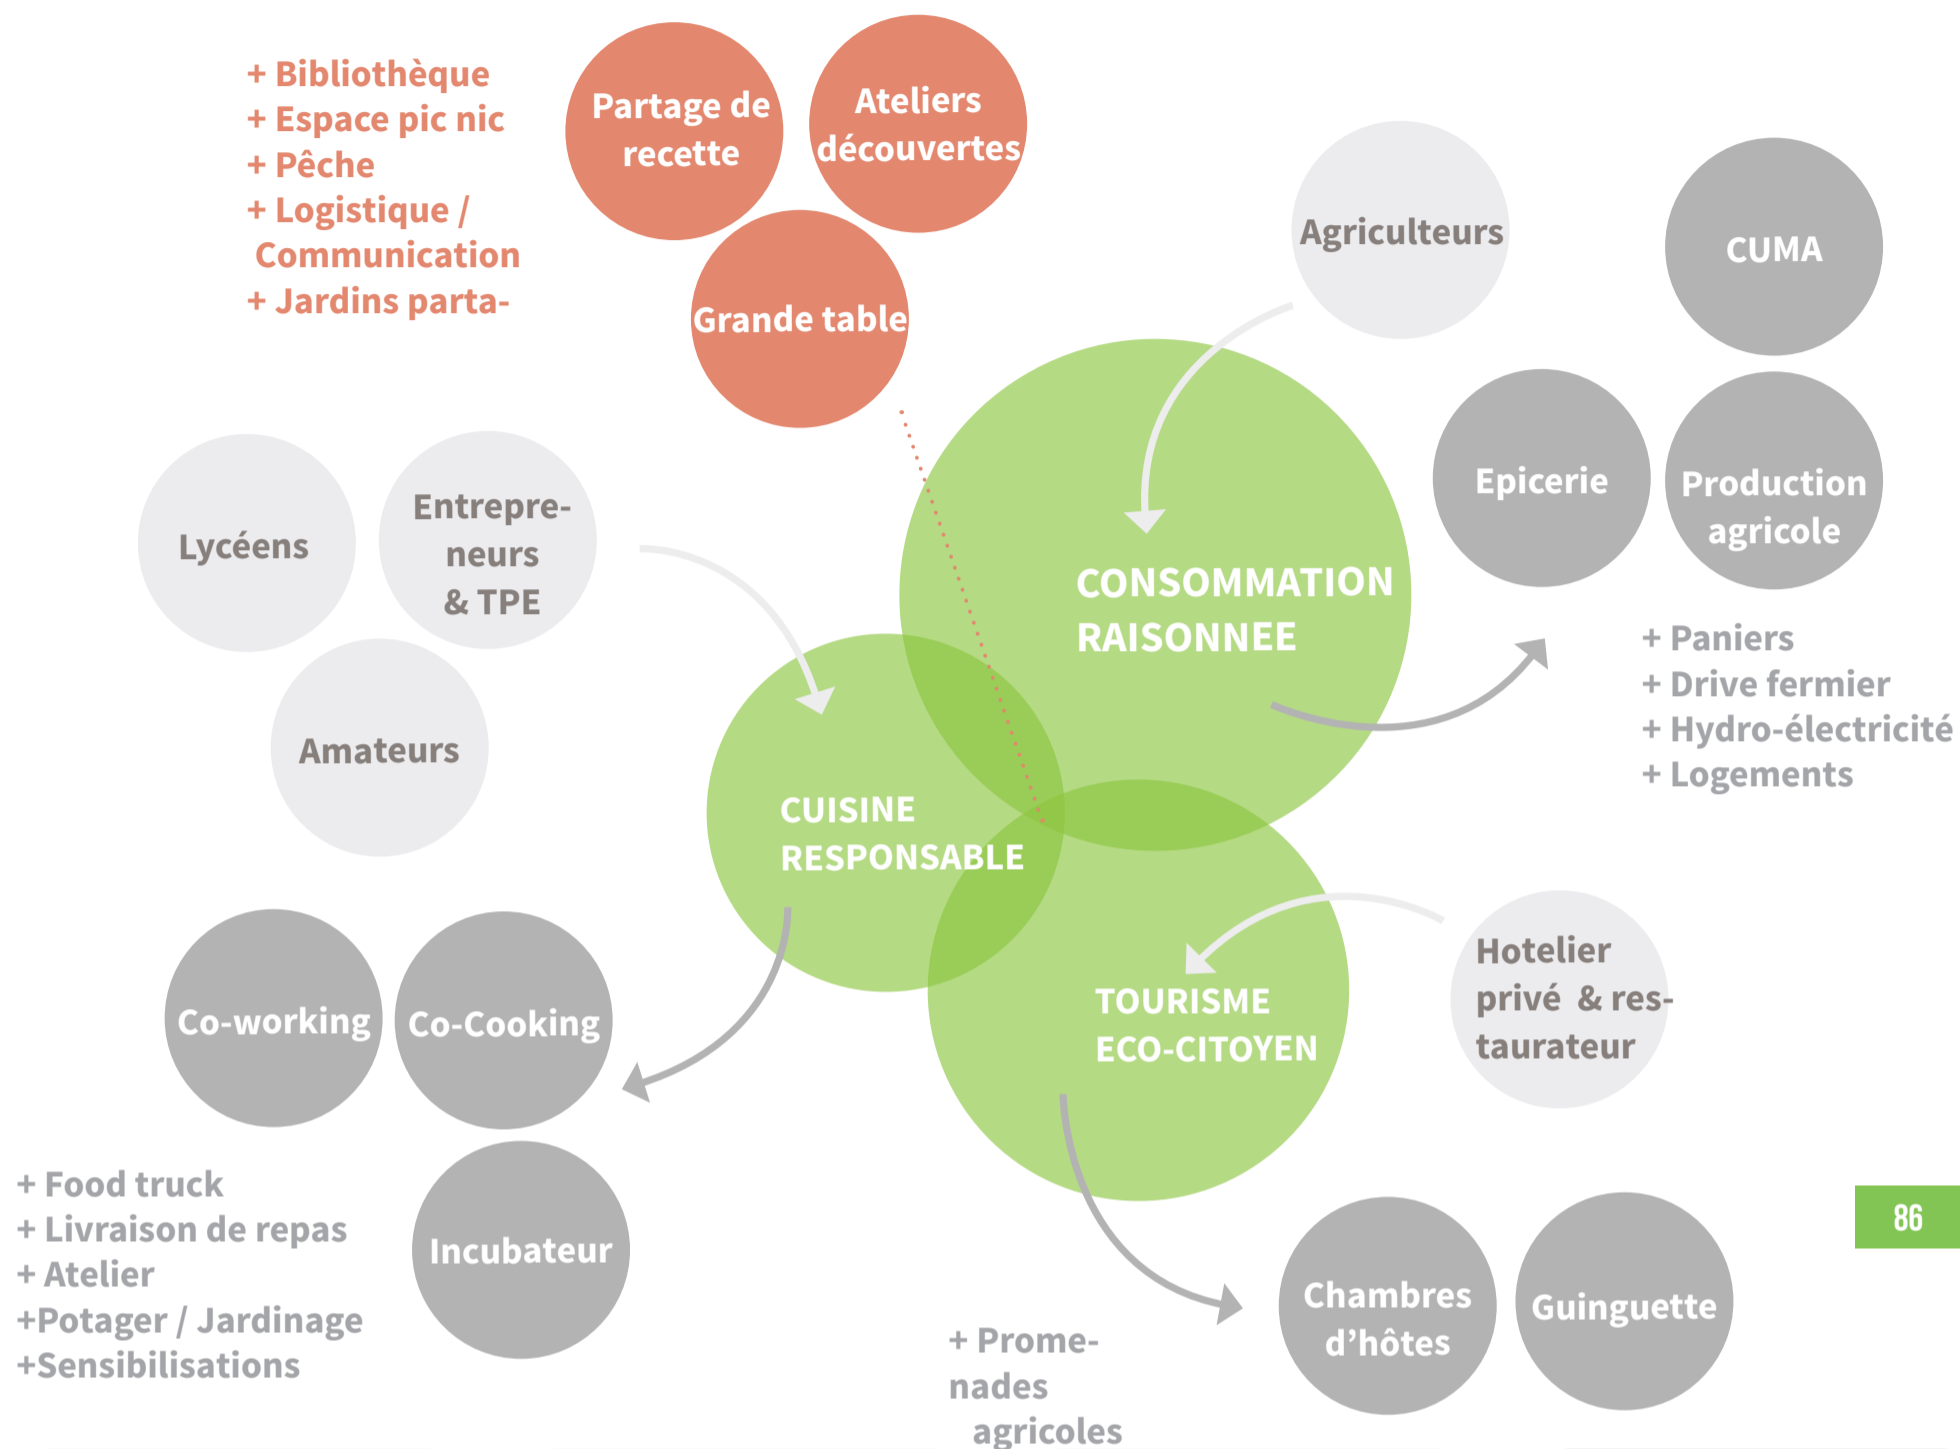 + Bibliothèque
+ Espace pic nic
+ Pêche
+ Logistique /
Communication
+ Jardins parta-
Partage de
recette
Ateliers
découvertes
Grande table
Agriculteurs
CUMA
Epicerie
Production
agricole
+ Paniers
+ Drive fermier
+ Hydro-électricité
+ Logements
Lycéens
Entrepre-
neurs
& TPE
Amateurs
CONSOMMATION
RAISONNEE
CUISINE
RESPONSABLE
TOURISME
ECO-CITOYEN
Hotelier
privé & res-
taurateur
Co-working
Co-Cooking
Incubateur
+ Food truck
+ Livraison de repas
+ Atelier
+Potager / Jardinage
+Sensibilisations
+ Prome-
nades
agricoles
Chambres
d’hôtes
Guinguette
86